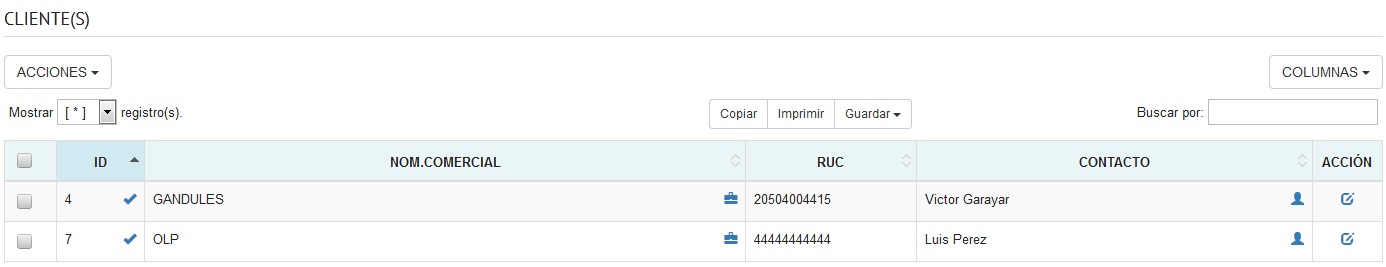 CLIENTE(S)
ACCIONES COLUMNAS
Mostrar [ * ] registro(s). Copiar Imprimir Guardar Buscar por:
ID NOM.COMERCIAL RUC CONTACTO ACCIÓN
4 GANDULES 20504004415 Victor Garayar
7 OLP 44444444444 Luis Perez